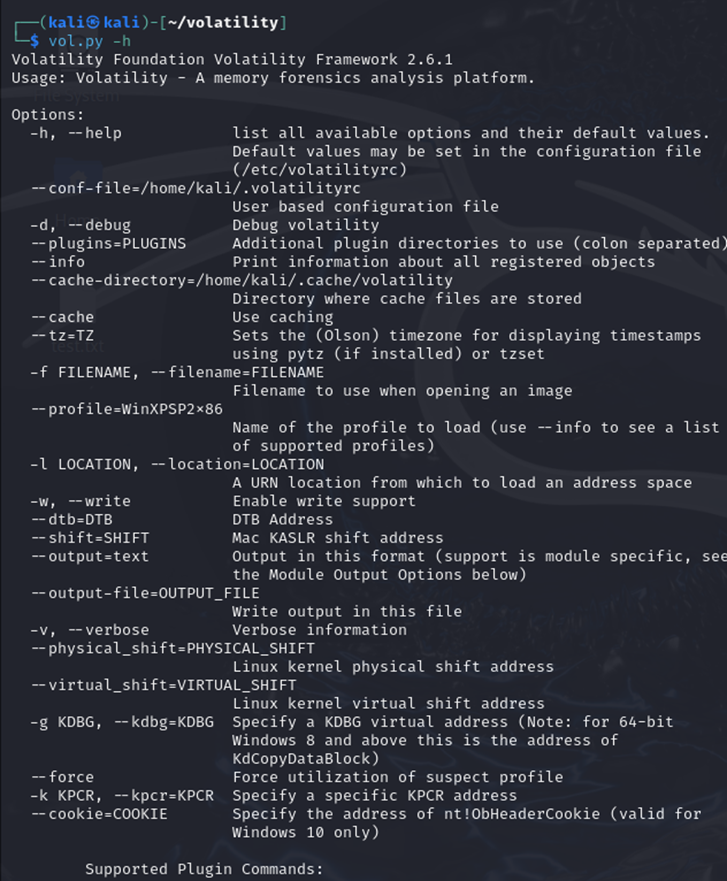 ┌──(kali㉿kali)-[~/volatility]
└─$ vol.py -h
Volatility Foundation Volatility Framework 2.6.1
Usage: Volatility - A memory forensics analysis platform.
Options:
-h, --help list all available options and their default values.
Default values may be set in the configuration file
(/etc/volatilityrc)
--conf-file=/home/kali/.volatilityrc
User based configuration file
-d, --debug Debug volatility
--plugins=PLUGINS Additional plugin directories to use (colon separated)
--info Print information about all registered objects
--cache-directory=/home/kali/.cache/volatility
Directory where cache files are stored
--cache Use caching
--tz=TZ Sets the (Olson) timezone for displaying timestamps
using pytz (if installed) or tzset
-f FILENAME, --filename=FILENAME
Filename to use when opening an image
--profile=WinXPSP2x86
Name of the profile to load (use --info to see a list
of supported profiles)
-l LOCATION, --location=LOCATION
A URN location from which to load an address space
-w, --write Enable write support
--dtb=DTB DTB Address
--shift=SHIFT Mac KASLR shift address
--output=text Output in this format (support is module specific, see
the Module Output Options below)
--output-file=OUTPUT_FILE
Write output in this file
-v, --verbose Verbose information
--physical_shift=PHYSICAL_SHIFT
Linux kernel physical shift address
--virtual_shift=VIRTUAL_SHIFT
Linux kernel virtual shift address
-g KDBG, --kdbg=KDBG Specify a KDBG virtual address (Note: for 64-bit
Windows 8 and above this is the address of
KdCopyDataBlock)
--force Force utilization of suspect profile
-k KPCR, --kpcr=KPCR Specify a specific KPCR address
--cookie=COOKIE Specify the address of nt!ObHeaderCookie (valid for
Windows 10 only)
Supported Plugin Commands: